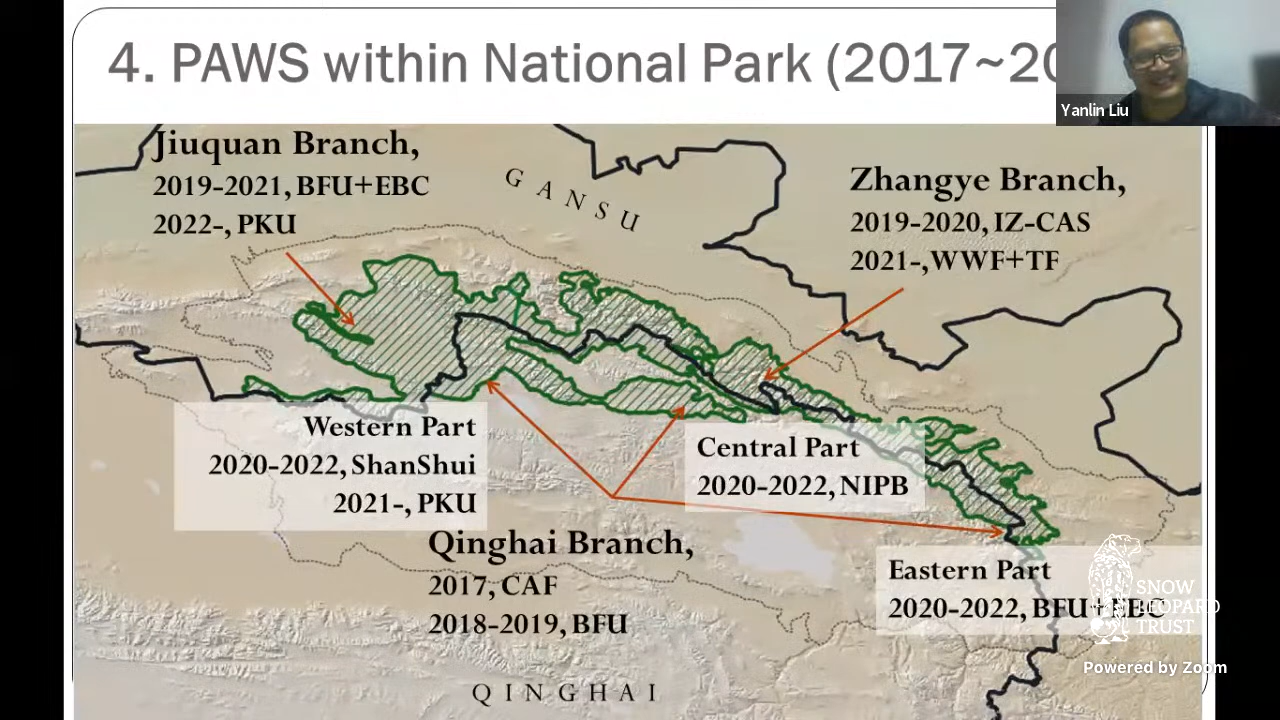 4. PAWS within National Park (2017~20
Yanlin Liu
Jiuquan Branch,
2019-2021, BFU+EBC
2022-, PKU
GANSU
Zhangye Branch,
2019-2020, IZ-CAS
2021-,WWF+TF
Western Part
2020-2022, ShanShui
2021-, PKU
Central Part
2020-2022, NIPB
Qinghai Branch,
2017, CAF
2018-2019, BFU
Eastern Part
2020-2022, BFU+EBC
SNOW
LEOPARD
TRUST
Powered by Zoom
QINGHAI